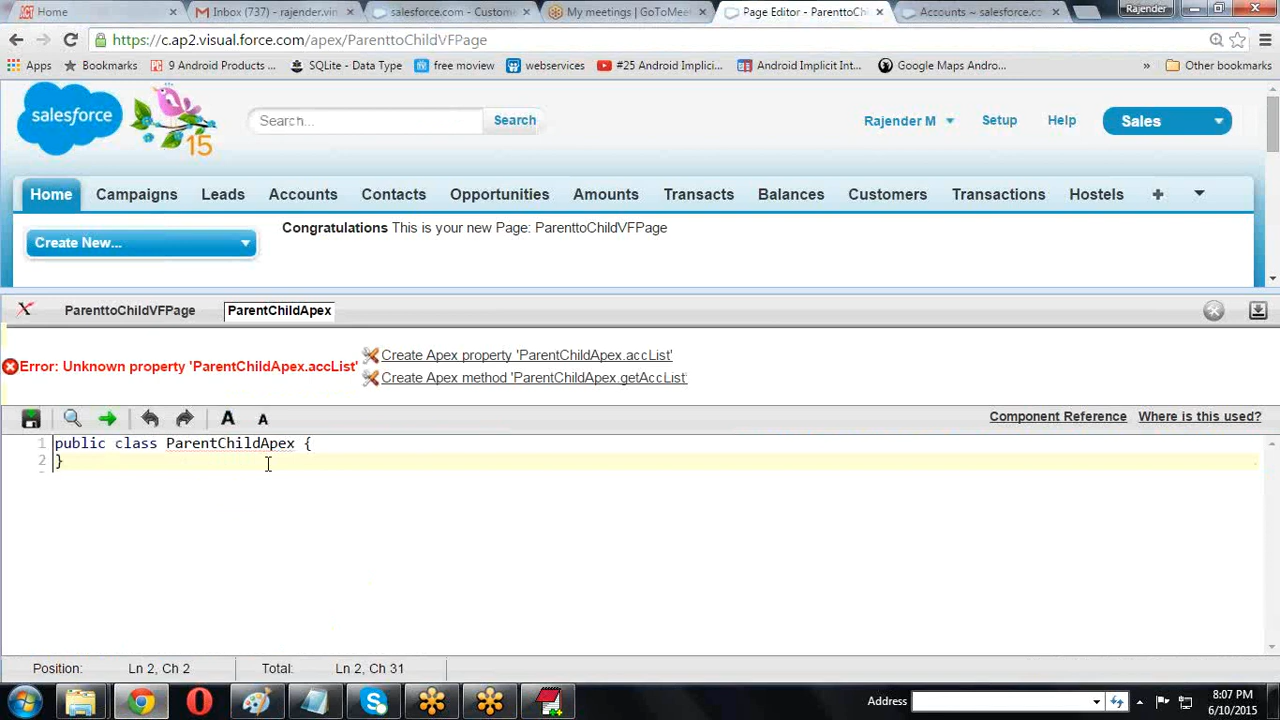 Home
Inbox (737) - rajender.vin
salesforce.com - Custom
My meetings | GoToMee
Page Editor - ParenttoChi
Accounts ~ salesforce.co
Rajender
https://c.ap2.visual.force.com/apex/ParenttoChildVFPage
Apps
Bookmarks
9 Android Products ...
SQLite - Data Type
free moview
webservices
#25 Android Implici...
Android Implicit Int...
Google Maps Andro...
»
Other bookmarks
salesforce
15
Search...
Search
Rajender M
Setup
Help
Sales
Home
Campaigns
Leads
Accounts
Contacts
Opportunities
Amounts
Transacts
Balances
Customers
Transactions
Hostels
+
Create New...
Congratulations This is your new Page: ParenttoChildVFPage
ParenttoChildVFPage
ParentChildApex
Error: Unknown property 'ParentChildApex.accList'
Create Apex property 'ParentChildApex.accList'
Create Apex method 'ParentChildApex.getAccList'
A
A
Component Reference
Where is this used?
1 public class ParentChildApex {
2 }
Position:
Ln 2, Ch 2
Total:
Ln 2, Ch 31
Address
8:07 PM
6/10/2015